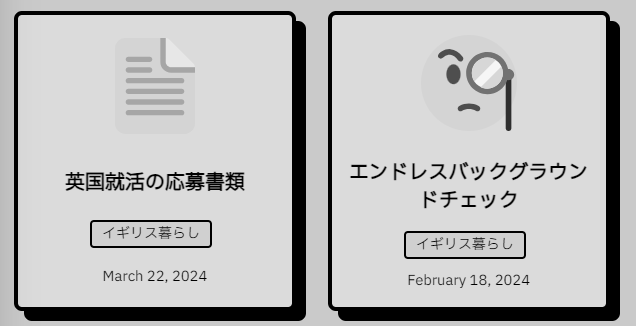 英国就活の応募書類
イギリス暮らし
March 22, 2024
エンドレスバックグラウン
ドチェック
イギリス暮らし
February 18, 2024